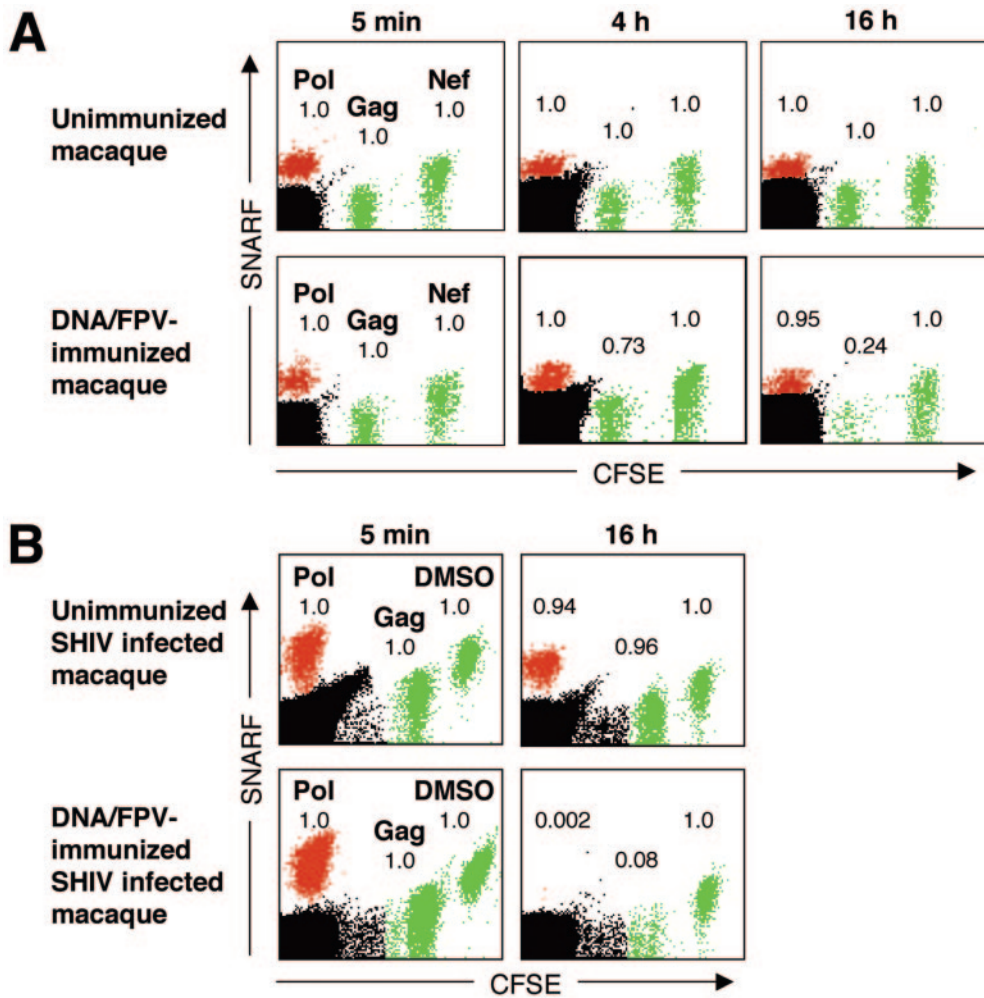 A
5 min 4 h 16 h
Unimmunized
macaque
Pol Gag Nef
1.0 1.0 1.0
1.0 1.0 1.0
1.0 1.0 1.0
DNA/FPV-
immunized
macaque
Pol Gag Nef
1.0 1.0 1.0
1.0 0.73 1.0
0.95 0.24 1.0
SNARF
CFSE
B
5 min 16 h
Unimmunized
SHIV infected
macaque
Pol Gag DMSO
1.0 1.0 1.0
0.94 0.96 1.0
DNA/FPV-
immunized
SHIV infected
macaque
Pol Gag DMSO
1.0 1.0 1.0
0.002 0.08 1.0
SNARF
CFSE